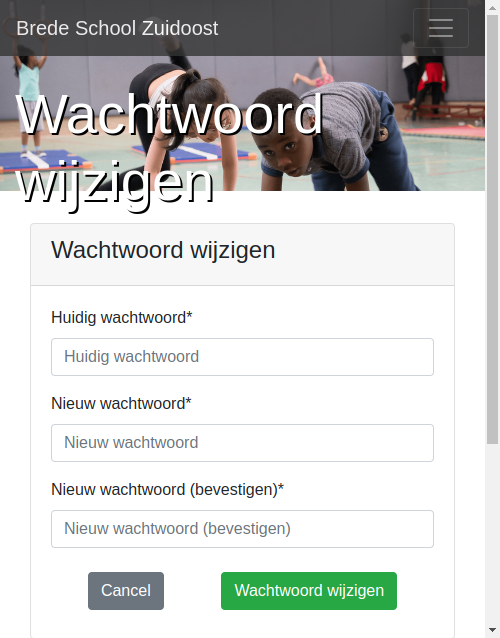 Brede School Zuidoost
Wachtwoord
wijzigen
Wachtwoord wijzigen
Huidig wachtwoord*
Huidig wachtwoord
Nieuw wachtwoord*
Nieuw wachtwoord
Nieuw wachtwoord (bevestigen)*
Nieuw wachtwoord (bevestigen)
Cancel
Wachtwoord wijzigen